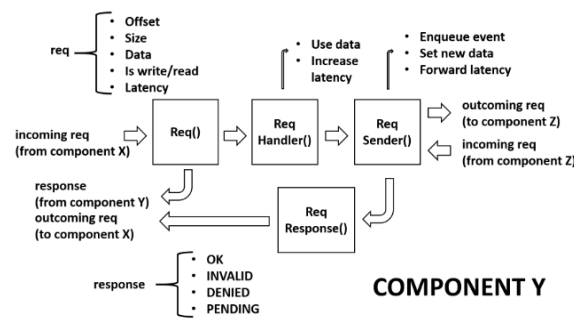 req
• Offset
• Size
• Data
• Is write/read
• Latency
• Use data
• Increase
latency
• Enqueue event
• Set new data
• Forward latency
incoming req
(from component X)
Req()
Req
Handler()
Req
Sender()
outcoming req
(to component Z)
incoming req
(from component Z)
response
(from component Y)
outcoming req
(to component X)
Req
Response()
response
• OK
• INVALID
• DENIED
• PENDING
COMPONENT Y